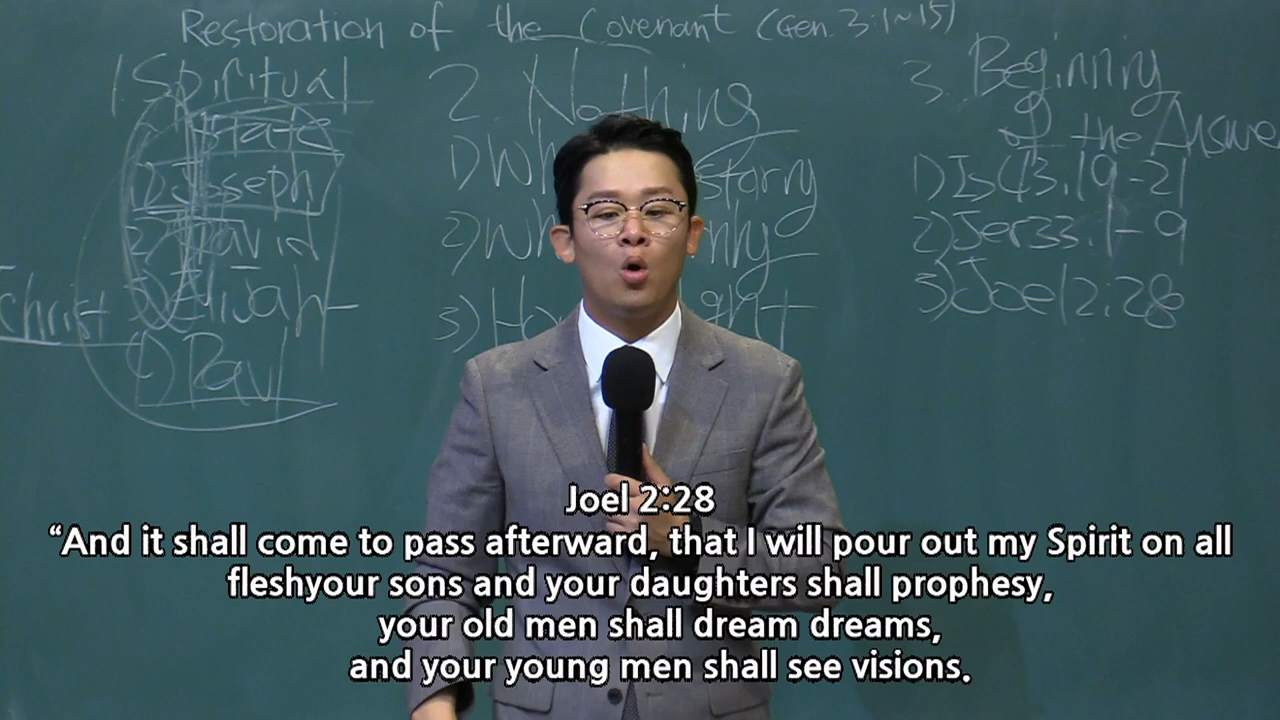 Restoration of the Covenant (Gen. 3:1~15)
1. Spiritual
state
1) Joseph
2) David
3) Elijah
4) Paul
Christ
2. Nothing
1)
2)
3)
3. Beginning
of the Answe
1) Is 43:19-21
2) Jer 33:1-9
3) Joel 2:28
Joel 2:28
“And it shall come to pass afterward, that I will pour out my Spirit on all
fleshyour sons and your daughters shall prophesy,
your old men shall dream dreams,
and your young men shall see visions.